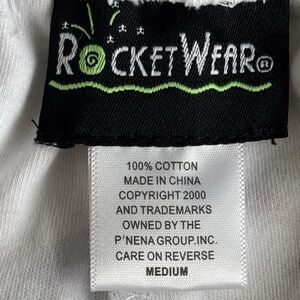 ROCKETWEAR®
100% COTTON
MADE IN CHINA
COPYRIGHT 2000
AND TRADEMARKS
OWNED BY THE
P'NENA GROUP.INC.
CARE ON REVERSE
MEDIUM